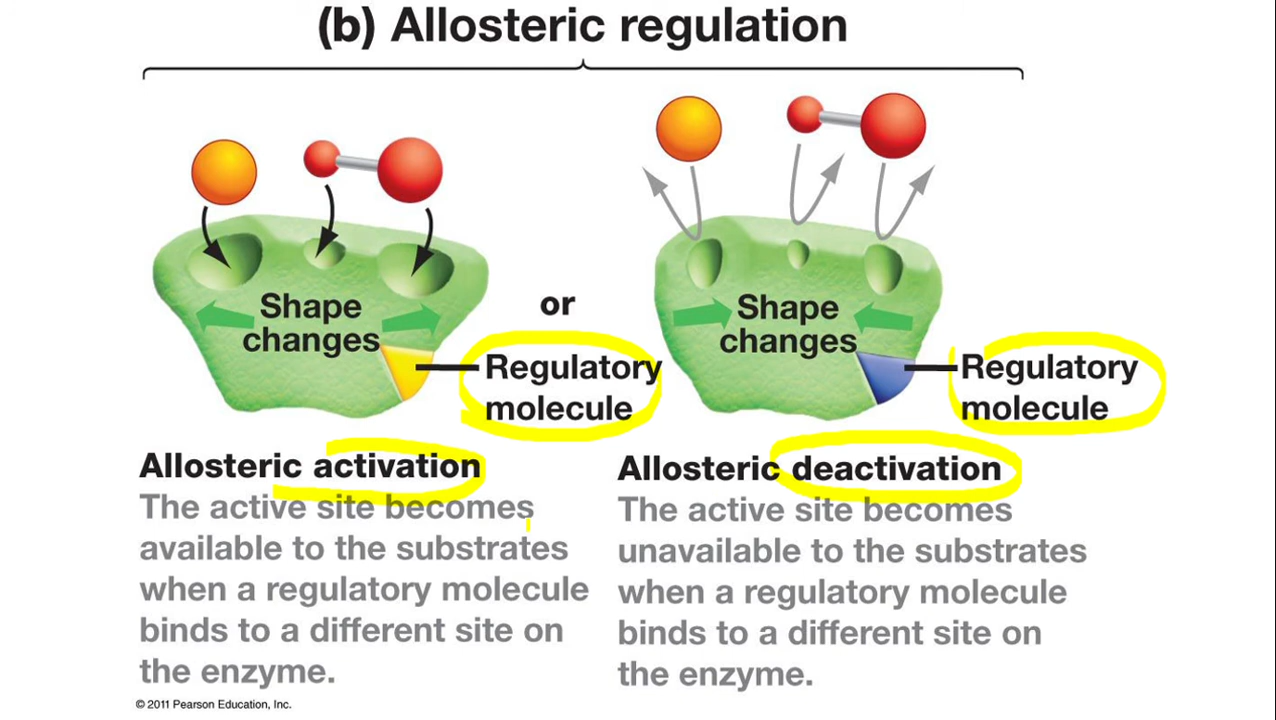 (b) Allosteric regulation
Shape
changes
Regulatory
molecule
or
Shape
changes
Regulatory
molecule
Allosteric activation
The active site becomes
available to the substrates
when a regulatory molecule
binds to a different site on
the enzyme.
Allosteric deactivation
The active site becomes
unavailable to the substrates
when a regulatory molecule
binds to a different site on
the enzyme.
© 2011 Pearson Education, Inc.